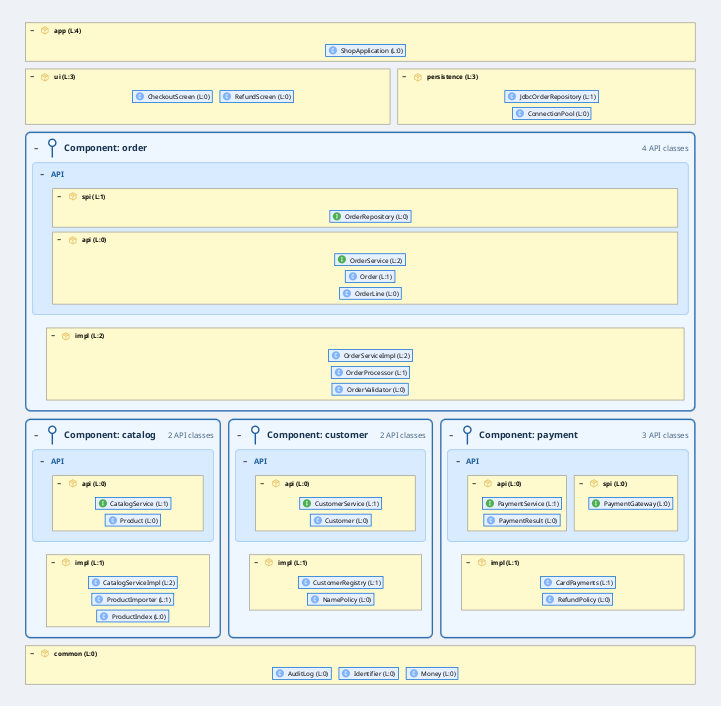 app (L:4)
ShopApplication (L:0)
ui (L:3)
CheckoutScreen (L:0) RefundScreen (L:0)
persistence (L:3)
JdbcOrderRepository (L:1)
ConnectionPool (L:0)
Component: order 4 API classes
API
spi (L:1)
OrderRepository (L:0)
api (L:0)
OrderService (L:2)
Order (L:1)
OrderLine (L:0)
impl (L:2)
OrderServiceImpl (L:2)
OrderProcessor (L:1)
OrderValidator (L:0)
Component: catalog 2 API classes
API
api (L:0)
CatalogService (L:1)
Product (L:0)
impl (L:1)
CatalogServiceImpl (L:2)
ProductImporter (L:1)
ProductIndex (L:0)
Component: customer 2 API classes
API
api (L:0)
CustomerService (L:1)
Customer (L:0)
impl (L:1)
CustomerRegistry (L:1)
NamePolicy (L:0)
Component: payment 3 API classes
API
api (L:0)
PaymentService (L:1)
PaymentResult (L:0)
spi (L:0)
PaymentGateway (L:0)
impl (L:1)
CardPayments (L:1)
RefundPolicy (L:0)
common (L:0)
AuditLog (L:0) Identifier (L:0) Money (L:0)